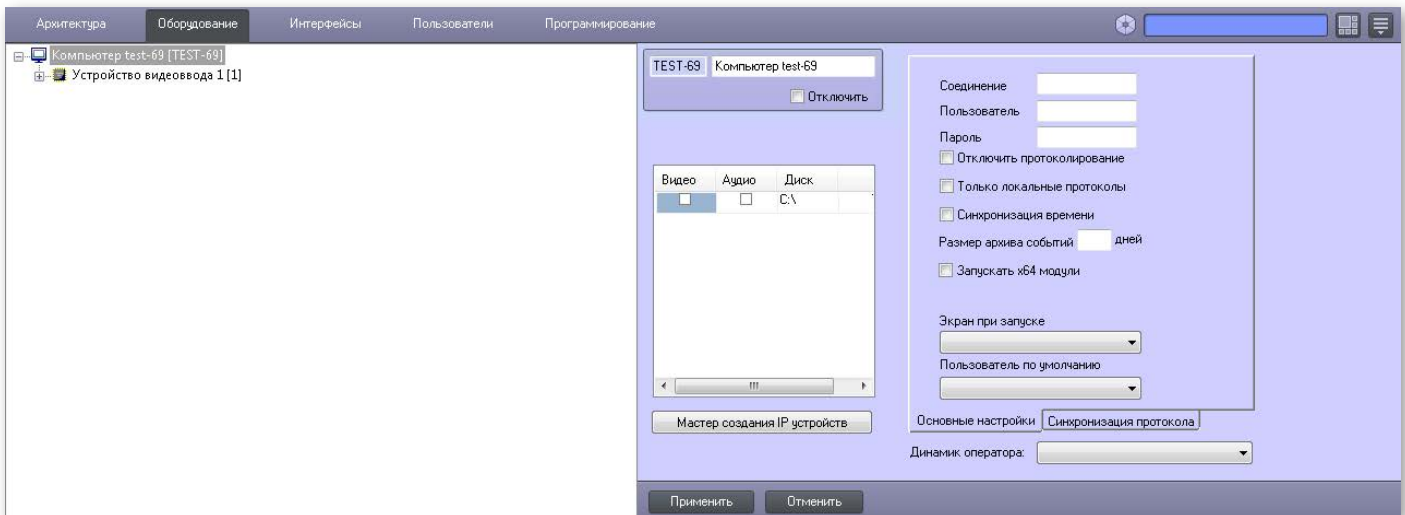 Архитектура Оборудование Интерфейсы Пользователи Программирование
Компьютер test-69 [TEST-69]
Устройство видеоввода 1 [1]
TEST-69 Компьютер test-69
Отключить
Видео Аудио Диск
C:\
Мастер создания IP устройств
Соединение
Пользователь
Пароль
Отключить протоколирование
Только локальные протоколы
Синхронизация времени
Размер архива событий дней
Запускать x64 модули
Экран при запуске
Пользователь по умолчанию
Основные настройки Синхронизация протокола
Динамик оператора:
Применить Отменить